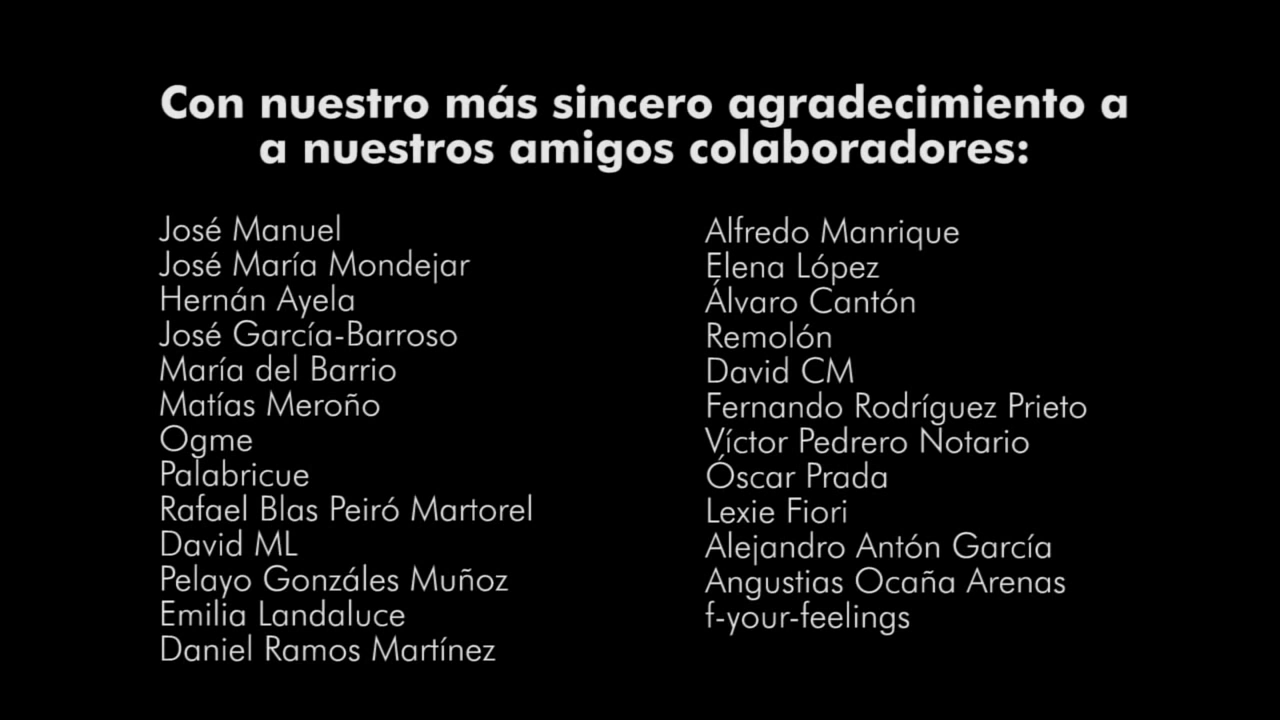 Con nuestro más sincero agradecimiento a
a nuestros amigos colaboradores:
José Manuel
José María Mondejar
Hernán Ayela
José García-Barroso
María del Barrio
Matías Meroño
Ogme
Palabricue
Rafael Blas Peiró Martorel
David ML
Pelayo Gonzáles Muñoz
Emilia Landaluce
Daniel Ramos Martínez
Alfredo Manrique
Elena López
Álvaro Cantón
Remolón
David CM
Fernando Rodríguez Prieto
Víctor Pedrero Notario
Óscar Prada
Lexie Fiori
Alejandro Antón García
Angustias Ocaña Arenas
f-your-feelings